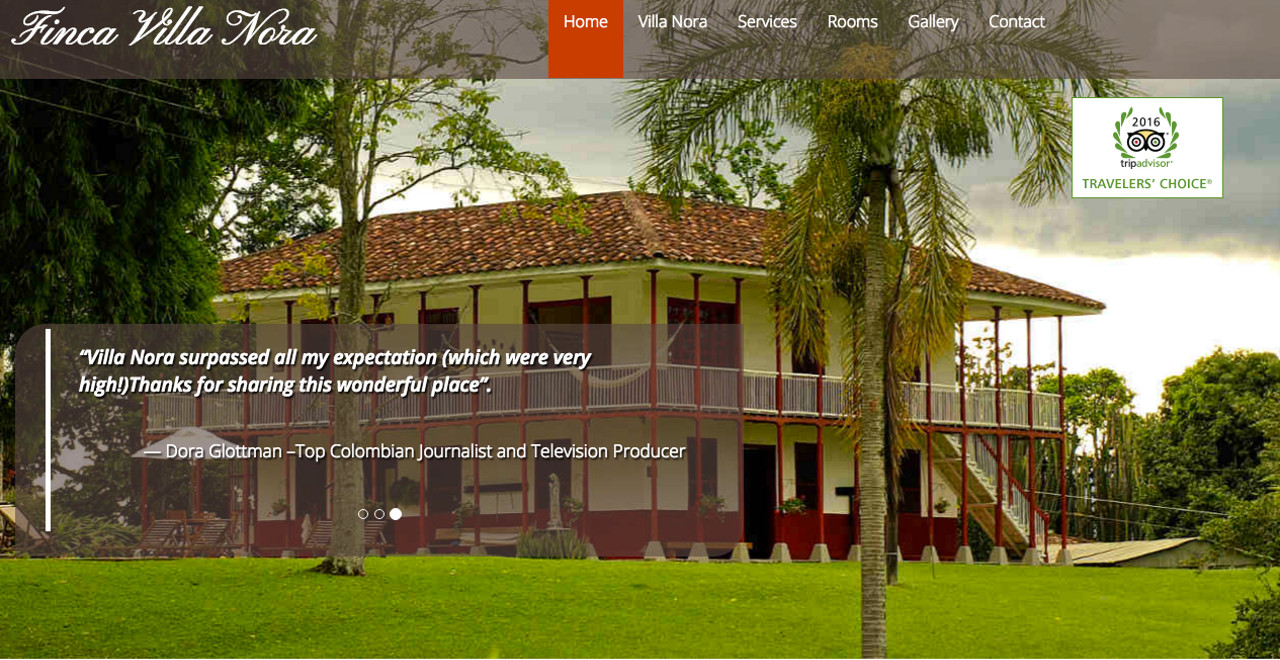 Finca Villa Nora
Home Villa Nora Services Rooms Gallery Contact
2016
tripadvisor®
TRAVELERS’ CHOICE®
“Villa Nora surpassed all my expectation (which were very
high!)Thanks for sharing this wonderful place”.
— Dora Glottman –Top Colombian Journalist and Television Producer